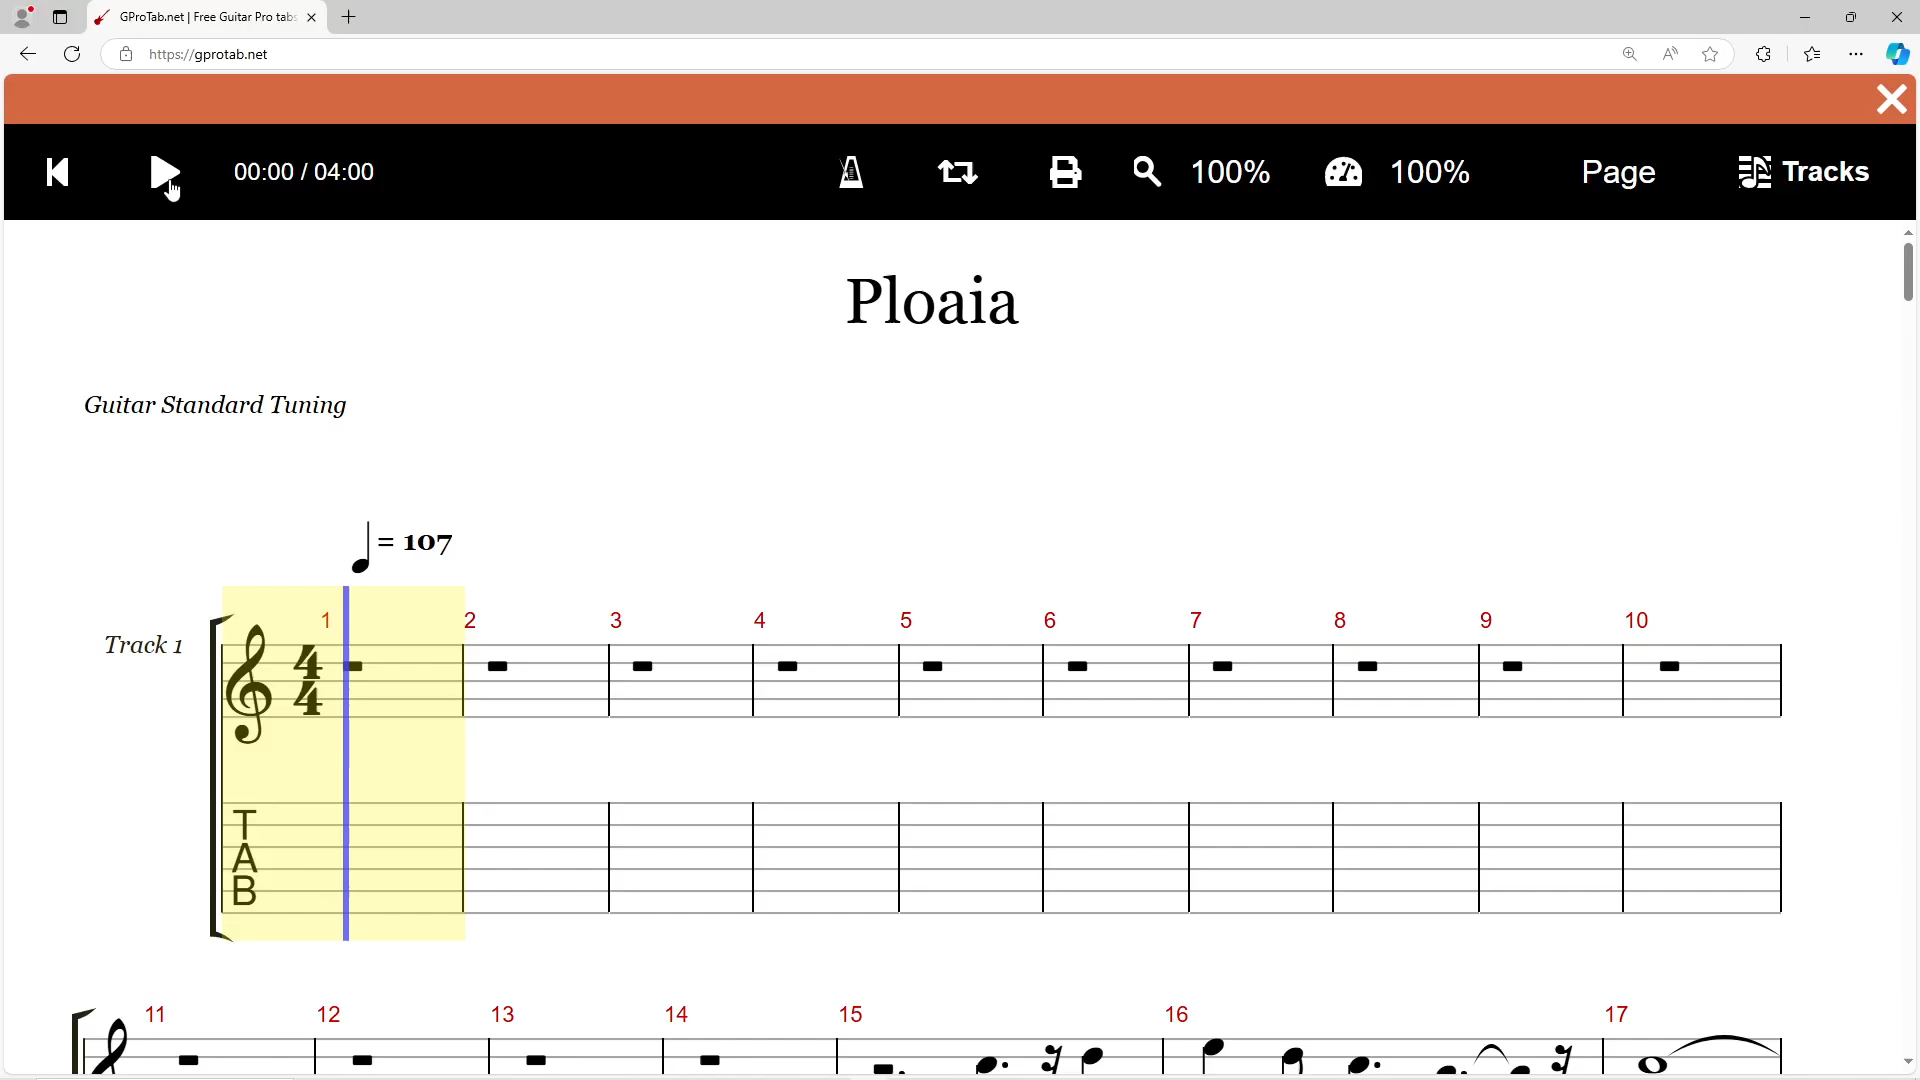 GProTab.net | Free Guitar Pro tabs
https://gprotab.net
00:00 / 04:00
100%
100%
Page
Tracks
Ploaia
Guitar Standard Tuning
= 107
1 2 3 4 5 6 7 8 9 10
Track 1
4
4
T
A
B
11 12 13 14 15 16 17